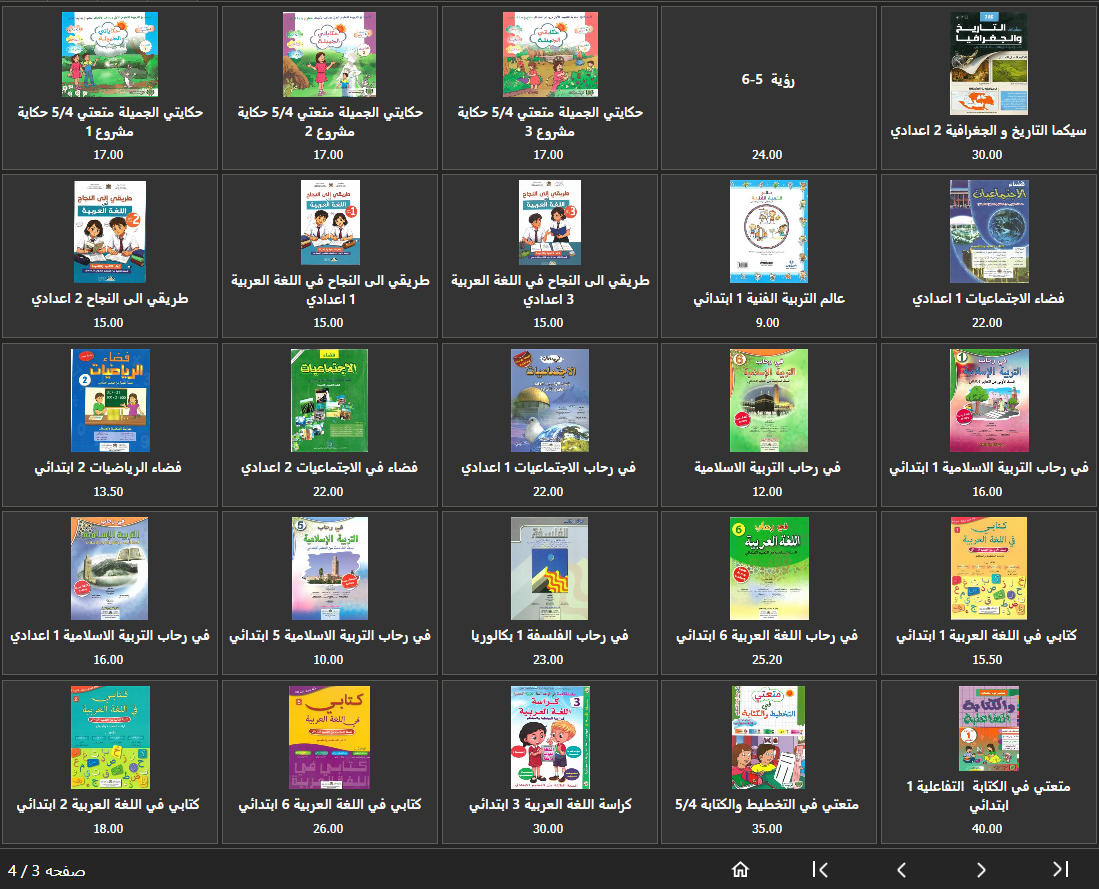 سيكما التاريخ و الجغرافية 2 اعدادي
30.00
رؤية 5-6
24.00
حكايتي الجميلة متعتي 5/4 حكاية
مشروع 3
17.00
حكايتي الجميلة متعتي 5/4 حكاية
مشروع 2
17.00
حكايتي الجميلة متعتي 5/4 حكاية
مشروع 1
17.00
فضاء الاجتماعيات 1 اعدادي
22.00
عالم التربية الفنية 1 ابتدائي
9.00
طريقي الى النجاح في اللغة العربية
3 اعدادي
15.00
طريقي الى النجاح في اللغة العربية
1 اعدادي
15.00
طريقي الى النجاح 2 اعدادي
15.00
في رحاب التربية الاسلامية 1 ابتدائي
16.00
في رحاب التربية الاسلامية
12.00
في رحاب الاجتماعيات 1 اعدادي
22.00
فضاء في الاجتماعيات 2 اعدادي
22.00
فضاء الرياضيات 2 ابتدائي
13.50
كتابي في اللغة العربية 1 ابتدائي
15.50
في رحاب اللغة العربية 6 ابتدائي
25.20
في رحاب الفلسفة 1 بكالوريا
23.00
في رحاب التربية الاسلامية 5 ابتدائي
10.00
في رحاب التربية الاسلامية 1 اعدادي
16.00
متعتي في الكتابة التفاعلية 1
ابتدائي
40.00
متعتي في التخطيط والكتابة 5/4
35.00
كراسة اللغة العربية 3 ابتدائي
30.00
كتابي في اللغة العربية 6 ابتدائي
26.00
كتابي في اللغة العربية 2 ابتدائي
18.00
صفحه 3 / 4